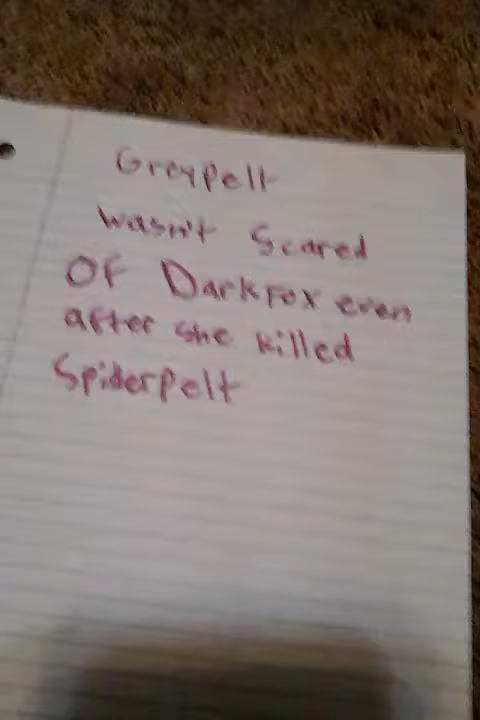 Greypelt
wasn't Scared
OF Darkfox even
after she killed
Spiderpelt